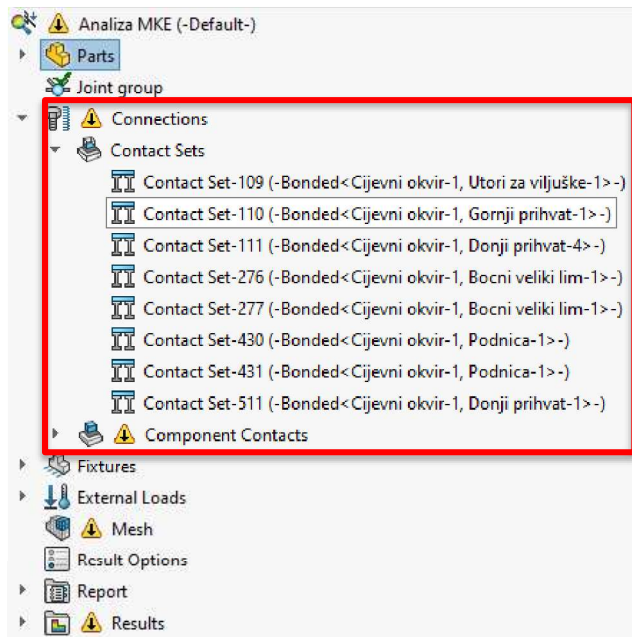 Analiza MKE (-Default-)
Parts
Joint group
Connections
Contact Sets
Contact Set-109 (-Bonded<Cijevni okvir-1, Utori za viljuške-1>-)
Contact Set-110 (-Bonded<Cijevni okvir-1, Gornji prihvat-1>-)
Contact Set-111 (-Bonded<Cijevni okvir-1, Donji prihvat-4>-)
Contact Set-276 (-Bonded<Cijevni okvir-1, Bocni veliki lim-1>-)
Contact Set-277 (-Bonded<Cijevni okvir-1, Bocni veliki lim-1>-)
Contact Set-430 (-Bonded<Cijevni okvir-1, Podnica-1>-)
Contact Set-431 (-Bonded<Cijevni okvir-1, Podnica-1>-)
Contact Set-511 (-Bonded<Cijevni okvir-1, Donji prihvat-1>-)
Component Contacts
Fixtures
External Loads
Mesh
Result Options
Report
Results